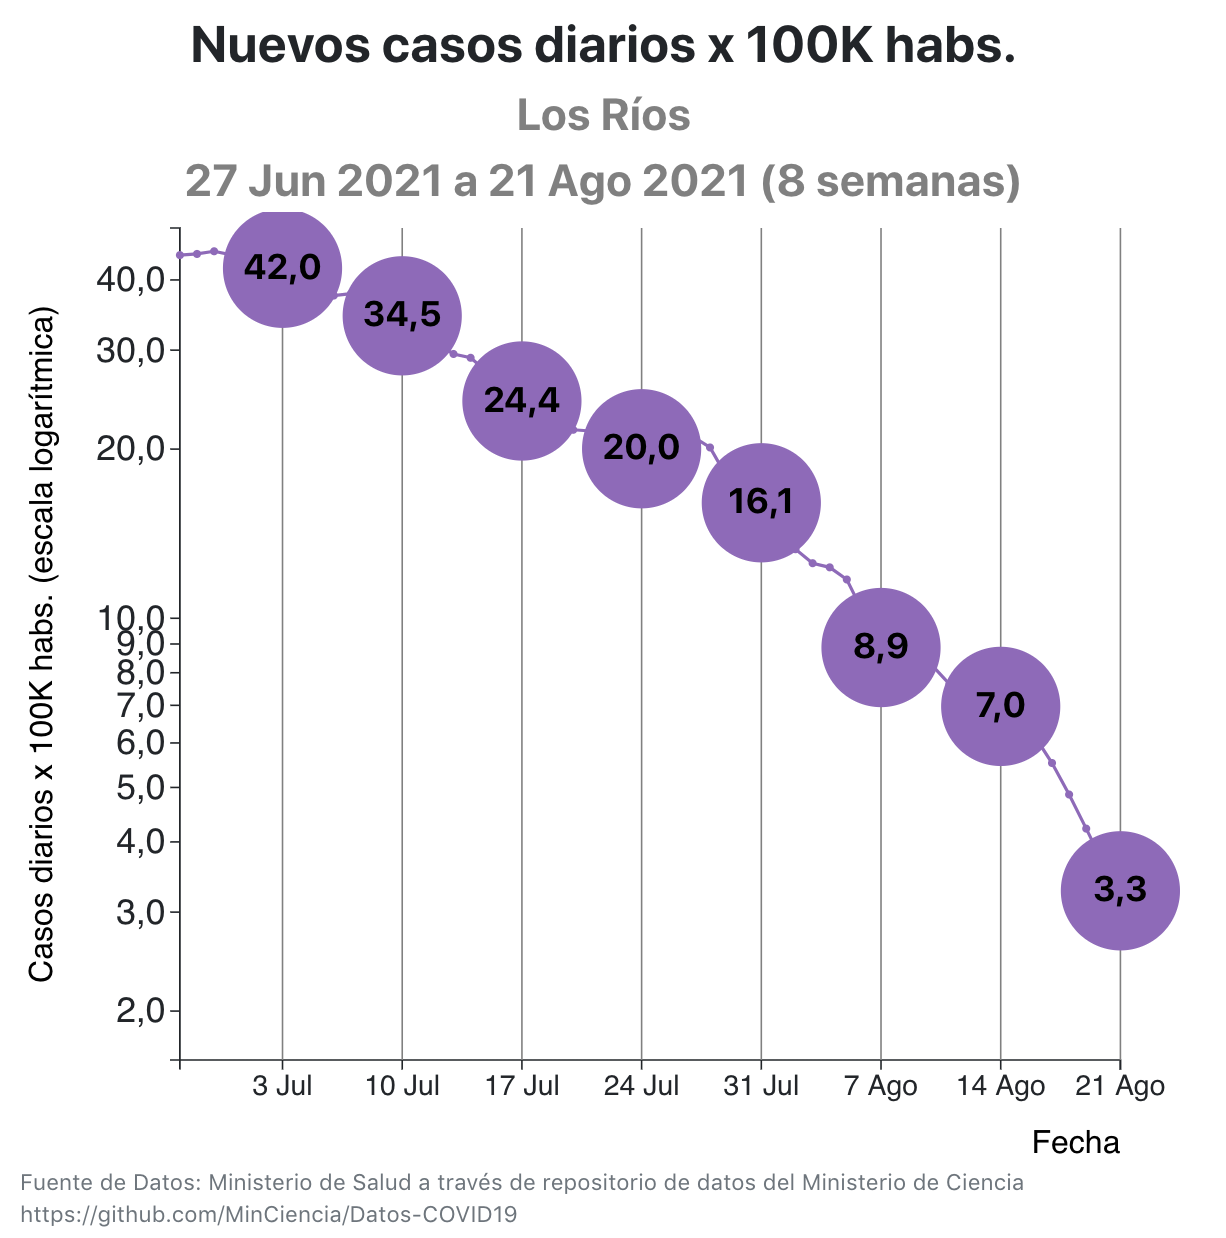 Nuevos casos diarios x 100K habs.
Los Ríos
27 Jun 2021 a 21 Ago 2021 (8 semanas)
Casos diarios x 100K habs. (escala logarítmica)
40,0
30,0
20,0
10,0
9,0
8,0
7,0
6,0
5,0
4,0
3,0
2,0
42,0
34,5
24,4
20,0
16,1
8,9
7,0
3,3
3 Jul
10 Jul
17 Jul
24 Jul
31 Jul
7 Ago
14 Ago
21 Ago
Fecha
Fuente de Datos: Ministerio de Salud a través de repositorio de datos del Ministerio de Ciencia
https://github.com/MinCiencia/Datos-COVID19